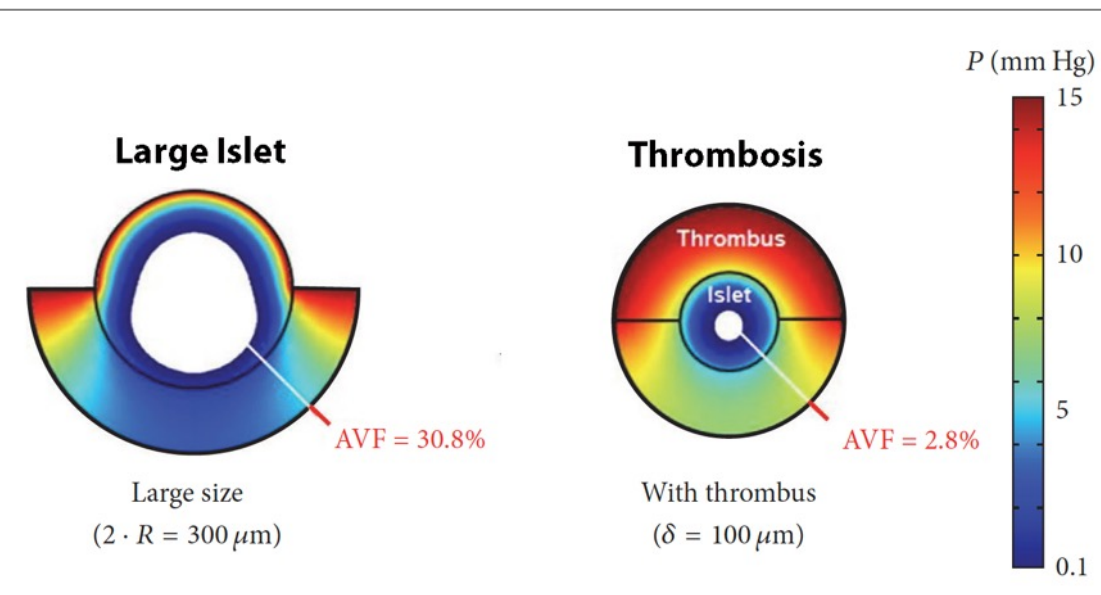 P (mm Hg)
15
10
5
0.1
Large Islet
AVF = 30.8%
Large size
(2 · R = 300 μm)
Thrombosis
Thrombus
Islet
AVF = 2.8%
With thrombus
(δ = 100 μm)